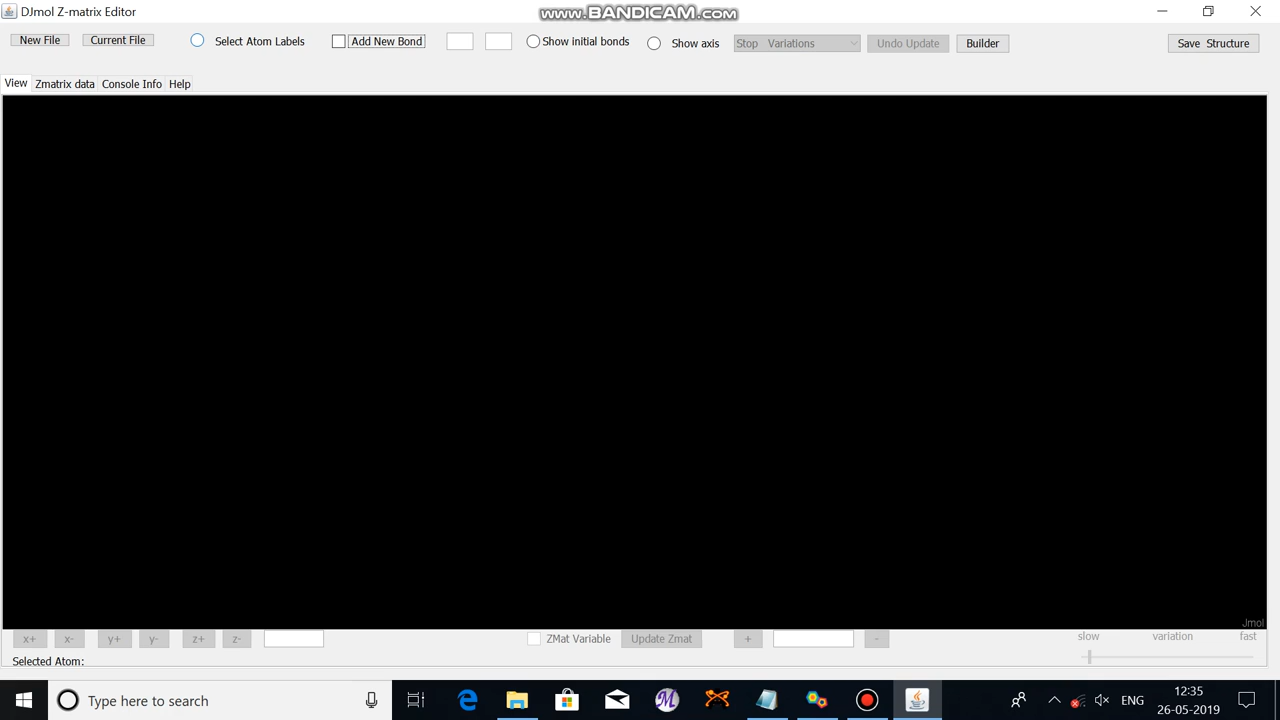 DJmol Z-matrix Editor
www.BANDICAM.com
New File
Current File
Select Atom Labels
Add New Bond
Show initial bonds
Show axis
Stop Variations
Undo Update
Builder
Save Structure
View
Zmatrix data
Console Info
Help
Jmol
x+
x-
y+
y-
z+
z-
ZMat Variable
Update Zmat
+
-
slow
variation
fast
Selected Atom:
Type here to search
ENG
12:35
26-05-2019